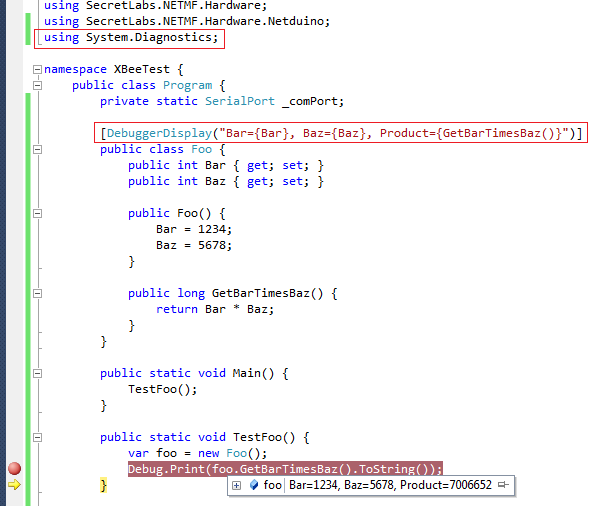 using SecretLabs.NETMF.Hardware;
using SecretLabs.NETMF.Hardware.Netduino;
using System.Diagnostics;
namespace XBeeTest {
public class Program {
private static SerialPort _comPort;
[DebuggerDisplay("Bar={Bar}, Baz={Baz}, Product={GetBarTimesBaz()}")]
public class Foo {
public int Bar { get; set; }
public int Baz { get; set; }
public Foo() {
Bar = 1234;
Baz = 5678;
}
public long GetBarTimesBaz() {
return Bar * Baz;
}
}
public static void Main() {
TestFoo();
}
public static void TestFoo() {
var foo = new Foo();
Debug.Print(foo.GetBarTimesBaz().ToString());
}
foo Bar=1234, Baz=5678, Product=7006652